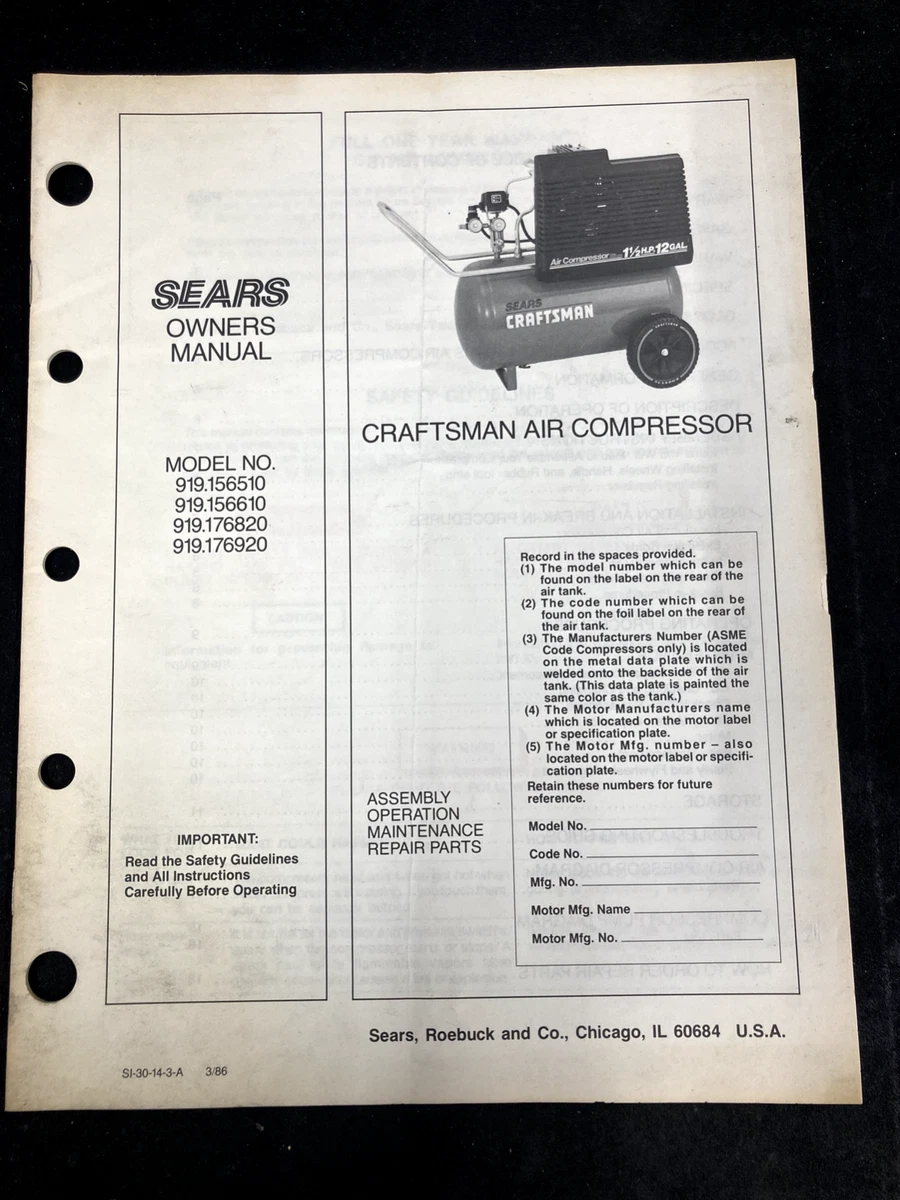 SEARS
OWNERS
MANUAL
MODEL NO.
919.156510
919.156610
919.176820
919.176920
IMPORTANT:
Read the Safety Guidelines
and All Instructions
Carefully Before Operating
Air Compressor 1½ H.P. 12 GAL.
SEARS
CRAFTSMAN
CRAFTSMAN AIR COMPRESSOR
ASSEMBLY
OPERATION
MAINTENANCE
REPAIR PARTS
Record in the spaces provided.
(1) The model number which can be
found on the label on the rear of the
air tank.
(2) The code number which can be
found on the foil label on the rear of
the air tank.
(3) The Manufacturers Number (ASME
Code Compressors only) is located
on the metal data plate which is
welded onto the backside of the air
tank. (This data plate is painted the
same color as the tank.)
(4) The Motor Manufacturers name
which is located on the motor label
or specification plate.
(5) The Motor Mfg. number – also
located on the motor label or specifi-
cation plate.
Retain these numbers for future
reference.
Model No.
Code No.
Mfg. No.
Motor Mfg. Name
Motor Mfg. No.
Sears, Roebuck and Co., Chicago, IL 60684 U.S.A.
SI-30-14-3-A 3/86